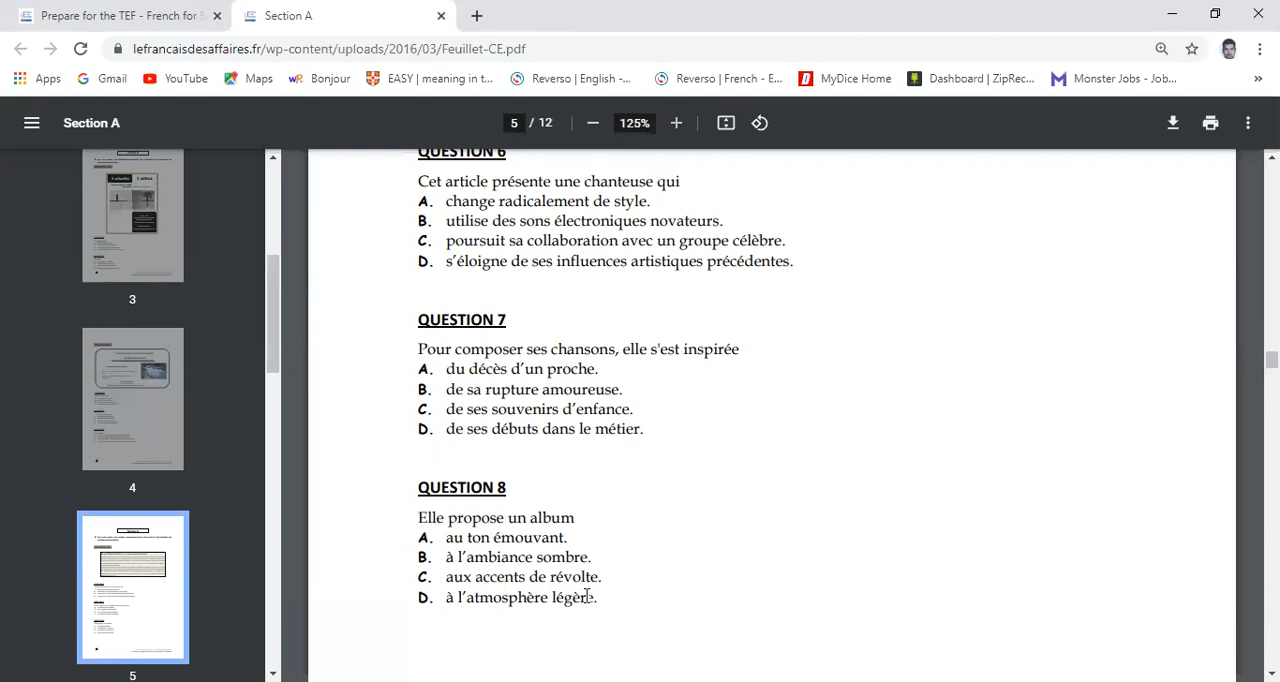 Prepare for the TEF - French for
Section A
lefrancaisdesaffaires.fr/wp-content/uploads/2016/03/Feuillet-CE.pdf
Apps
Gmail
YouTube
Maps
wR Bonjour
EASY | meaning in t...
Reverso | English -...
Reverso | French - E...
MyDice Home
Dashboard | ZipRec...
Monster Jobs - Job...
»
Section A
5 / 12
125%
QUESTION 6
Cet article présente une chanteuse qui
A. change radicalement de style.
B. utilise des sons électroniques novateurs.
C. poursuit sa collaboration avec un groupe célèbre.
D. s'éloigne de ses influences artistiques précédentes.
QUESTION 7
Pour composer ses chansons, elle s'est inspirée
A. du décès d'un proche.
B. de sa rupture amoureuse.
C. de ses souvenirs d'enfance.
D. de ses débuts dans le métier.
QUESTION 8
Elle propose un album
A. au ton émouvant.
B. à l'ambiance sombre.
C. aux accents de révolte.
D. à l'atmosphère légère.
3
4
5